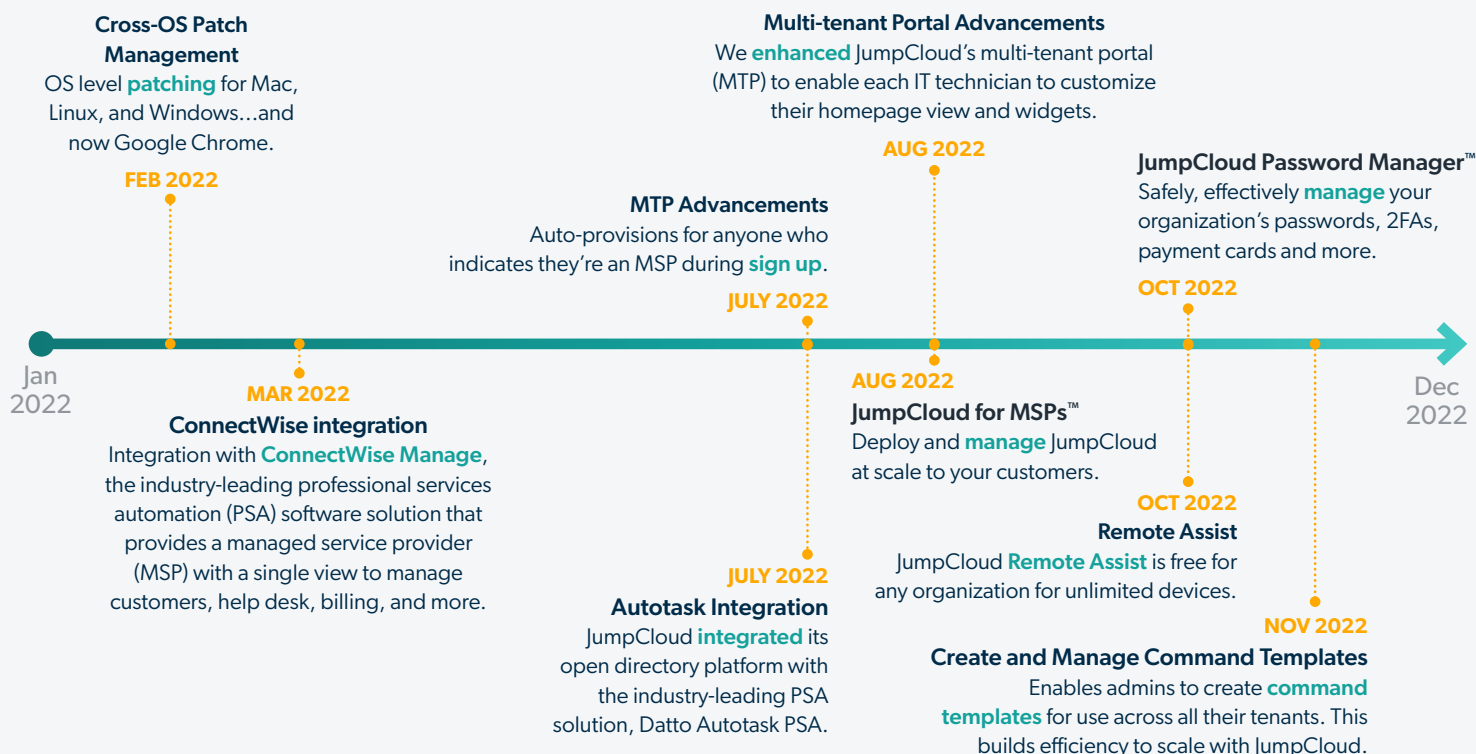 Cross-OS Patch
Management
OS level patching for Mac,
Linux, and Windows...and
now Google Chrome.
FEB 2022
Multi-tenant Portal Advancements
We enhanced JumpCloud’s multi-tenant portal
(MTP) to enable each IT technician to customize
their homepage view and widgets.
AUG 2022
MTP Advancements
Auto-provisions for anyone who
indicates they’re an MSP during sign up.
JULY 2022
JumpCloud Password Manager™
Safely, effectively manage your
organization’s passwords, 2FAs,
payment cards and more.
OCT 2022
Jan
2022
Dec
2022
MAR 2022
ConnectWise integration
Integration with ConnectWise Manage,
the industry-leading professional services
automation (PSA) software solution that
provides a managed service provider
(MSP) with a single view to manage
customers, help desk, billing, and more.
JULY 2022
Autotask Integration
JumpCloud integrated its
open directory platform with
the industry-leading PSA
solution, Datto Autotask PSA.
AUG 2022
JumpCloud for MSPs™
Deploy and manage JumpCloud
at scale to your customers.
OCT 2022
Remote Assist
JumpCloud Remote Assist is free for
any organization for unlimited devices.
NOV 2022
Create and Manage Command Templates
Enables admins to create command
templates for use across all their tenants. This
builds efficiency to scale with JumpCloud.